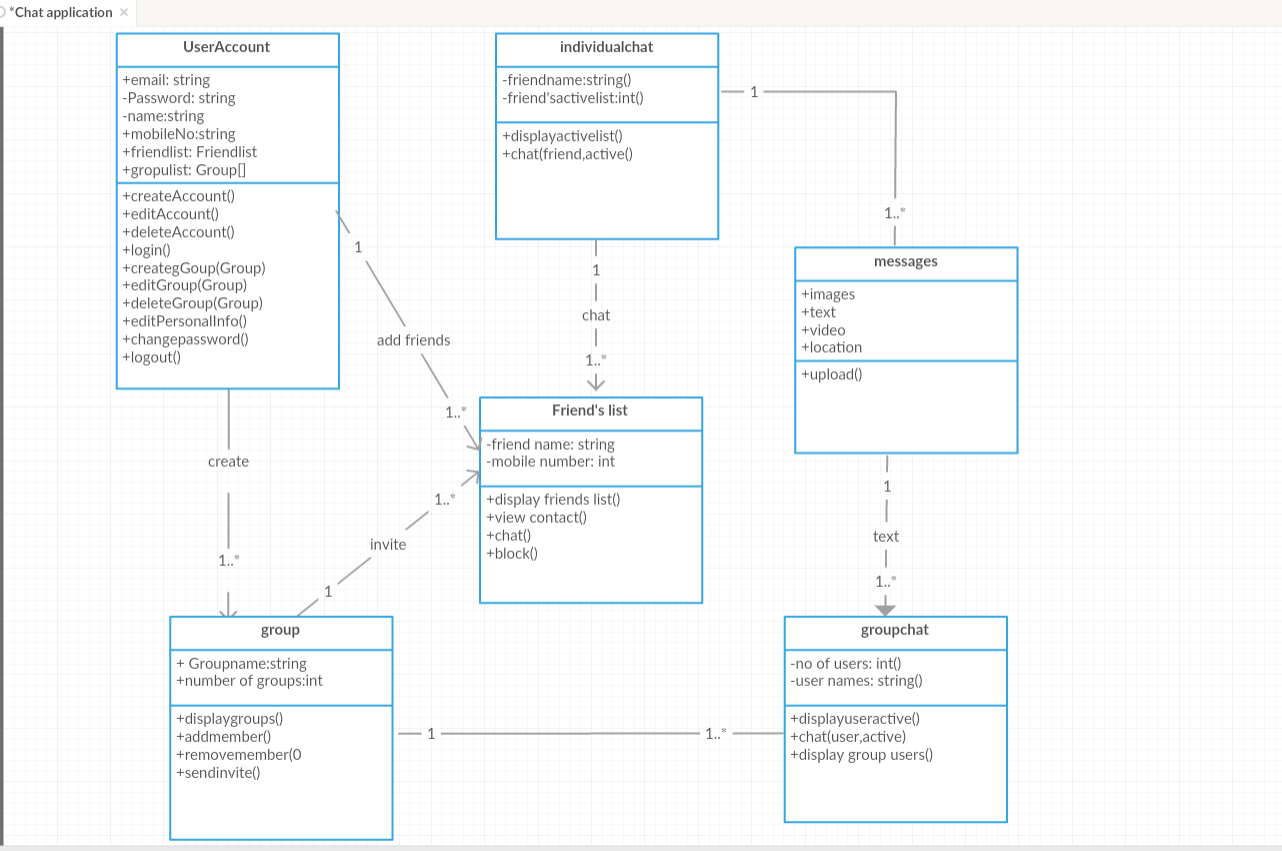 *Chat application ×
UserAccount
+email: string
-Password: string
-name:string
+mobileNo:string
+friendlist: Friendlist
+gropulist: Group[]
+createAccount()
+editAccount()
+deleteAccount()
+login()
+creategGoup(Group)
+editGroup(Group)
+deleteGroup(Group)
+editPersonalInfo()
+changepassword()
+logout()
individualchat
-friendname:string()
-friend'sactivelist:int()
+displayactivelist()
+chat(friend,active()
1
1..*
messages
+images
+text
+video
+location
+upload()
1
add friends
1..*
1
chat
1..*
Friend's list
-friend name: string
-mobile number: int
+display friends list()
+view contact()
+chat()
+block()
create
1..*
1..*
invite
1
1
text
1..*
group
+ Groupname:string
+number of groups:int
+displaygroups()
+addmember()
+removemember(0
+sendinvite()
1
1..*
groupchat
-no of users: int()
-user names: string()
+displayuseractive()
+chat(user,active)
+display group users()